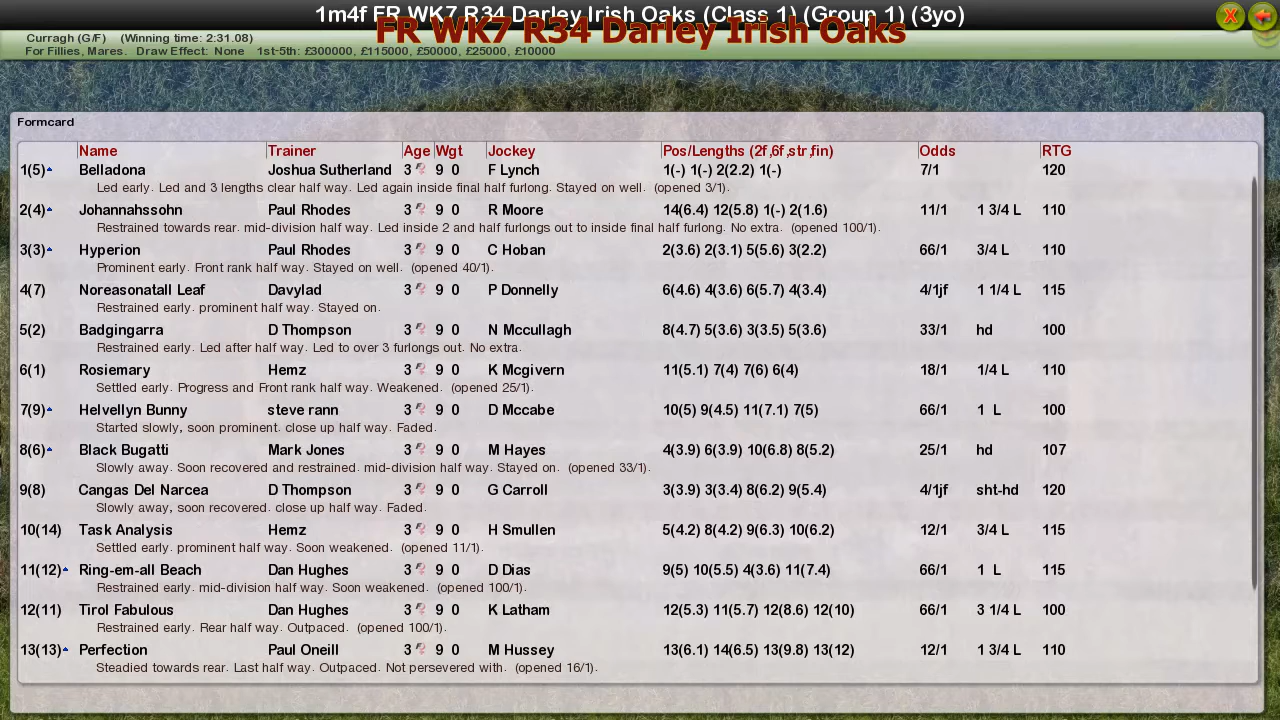 1m4f FR WK7 R34 Darley Irish Oaks (Class 1) (Group 1) (3yo)
FR WK7 R34 Darley Irish Oaks
Curragh (G/F) (Winning time: 2:31.08)
For Fillies, Mares. Draw Effect: None 1st-5th: £300000, £115000, £50000, £25000, £10000
Formcard
Name Trainer Age Wgt Jockey Pos/Lengths (2f,6f,str,fin) Odds RTG
1(5) Belladona Joshua Sutherland 3 9 0 F Lynch 1(-) 1(-) 2(2.2) 1(-) 7/1 120
Led early. Led and 3 lengths clear half way. Led again inside final half furlong. Stayed on well. (opened 3/1).
2(4) Johannahssohn Paul Rhodes 3 9 0 R Moore 14(6.4) 12(5.8) 1(-) 2(1.6) 11/1 1 3/4 L 110
Restrained towards rear. mid-division half way. Led inside 2 and half furlongs out to inside final half furlong. No extra. (opened 100/1).
3(3) Hyperion Paul Rhodes 3 9 0 C Hoban 2(3.6) 2(3.1) 5(5.6) 3(2.2) 66/1 3/4 L 110
Prominent early. Front rank half way. Stayed on well. (opened 40/1).
4(7) Noreasonatall Leaf Davylad 3 9 0 P Donnelly 6(4.6) 4(3.6) 6(5.7) 4(3.4) 4/1jf 1 1/4 L 115
Restrained early. prominent half way. Stayed on.
5(2) Badgingarra D Thompson 3 9 0 N Mccullagh 8(4.7) 5(3.6) 3(3.5) 5(3.6) 33/1 hd 100
Restrained early. Led after half way. Led to over 3 furlongs out. No extra.
6(1) Rosiemary Hemz 3 9 0 K Mcgivern 11(5.1) 7(4) 7(6) 6(4) 18/1 1/4 L 110
Settled early. Progress and Front rank half way. Weakened. (opened 25/1).
7(9) Helvellyn Bunny steve rann 3 9 0 D Mccabe 10(5) 9(4.5) 11(7.1) 7(5) 66/1 1 L 100
Started slowly, soon prominent. close up half way. Faded.
8(6) Black Bugatti Mark Jones 3 9 0 M Hayes 4(3.9) 6(3.9) 10(6.8) 8(5.2) 25/1 hd 107
Slowly away. Soon recovered and restrained. mid-division half way. Stayed on. (opened 33/1).
9(8) Cangas Del Narcea D Thompson 3 9 0 G Carroll 3(3.9) 3(3.4) 8(6.2) 9(5.4) 4/1jf sht-hd 120
Slowly away, soon recovered. close up half way. Faded.
10(14) Task Analysis Hemz 3 9 0 H Smullen 5(4.2) 8(4.2) 9(6.3) 10(6.2) 12/1 3/4 L 115
Settled early. prominent half way. Soon weakened. (opened 11/1).
11(12) Ring-em-all Beach Dan Hughes 3 9 0 D Dias 9(5) 10(5.5) 4(3.6) 11(7.4) 66/1 1 L 115
Restrained early. mid-division half way. Soon weakened. (opened 100/1).
12(11) Tirol Fabulous Dan Hughes 3 9 0 K Latham 12(5.3) 11(5.7) 12(8.6) 12(10) 66/1 3 1/4 L 100
Restrained early. Rear half way. Outpaced. (opened 100/1).
13(13) Perfection Paul Oneill 3 9 0 M Hussey 13(6.1) 14(6.5) 13(9.8) 13(12) 12/1 1 3/4 L 110
Steadied towards rear. Last half way. Outpaced. Not persevered with. (opened 16/1).